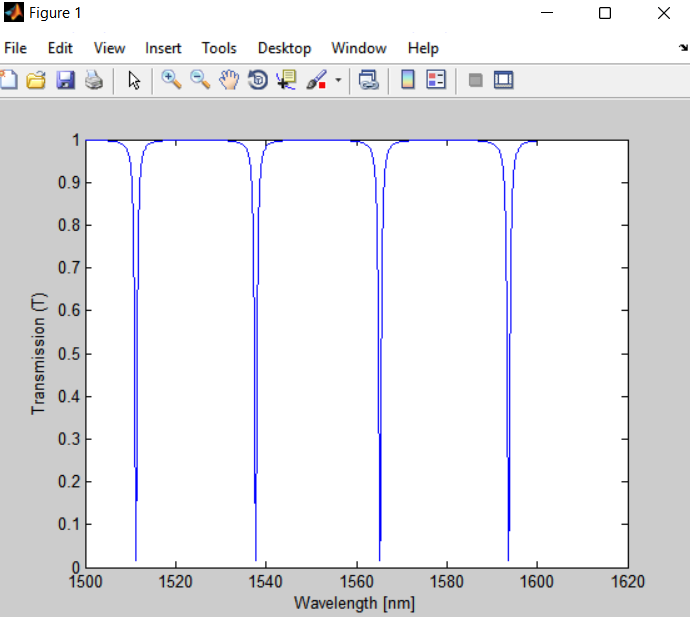 Figure 1
File Edit View Insert Tools Desktop Window Help
1
0.9
0.8
0.7
0.6
0.5
0.4
0.3
0.2
0.1
0
Transmission (T)
1500 1520 1540 1560 1580 1600 1620
Wavelength [nm]